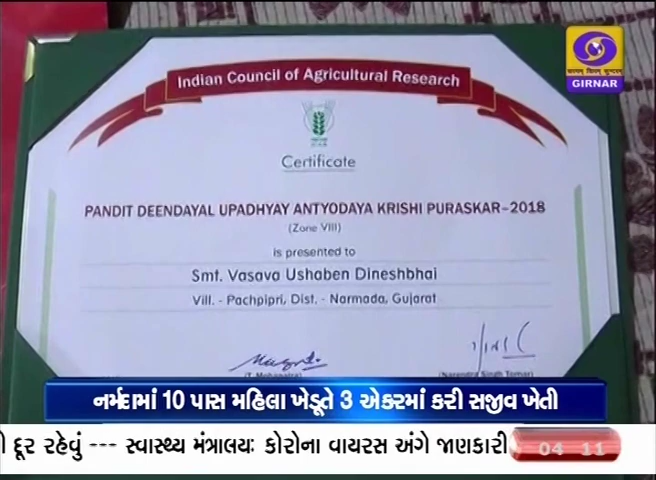 Indian Council of Agricultural Research
GIRNAR
Certificate
PANDIT DEENDAYAL UPADHYAY ANTYODAYA KRISHI PURASKAR-2018
(Zone VIII)
is presented to
Smt. Vasava Ushaben Dineshbhai
Vill. - Pachpipri, Dist. - Narmada, Gujarat
(T. Mohapatra) (Narendra Singh Tomar)
નર્મદામાં 10 પાસ મહિલા ખેડૂતે 3 એકરમાં કરી સજીવ ખેતી
દૂર રહેવું --- સ્વાસ્થ્ય મંત્રાલયઃ કોરોના વાયરસ અંગે જાણકારી
04 11